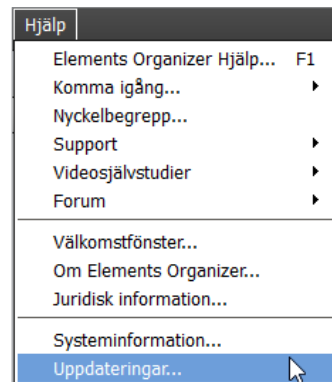 Hjälp
Elements Organizer Hjälp... F1
Komma igång...
Nyckelbegrepp...
Support
Videosjälvstudier
Forum
Välkomstfönster...
Om Elements Organizer...
Juridisk information...
Systeminformation...
Uppdateringar...